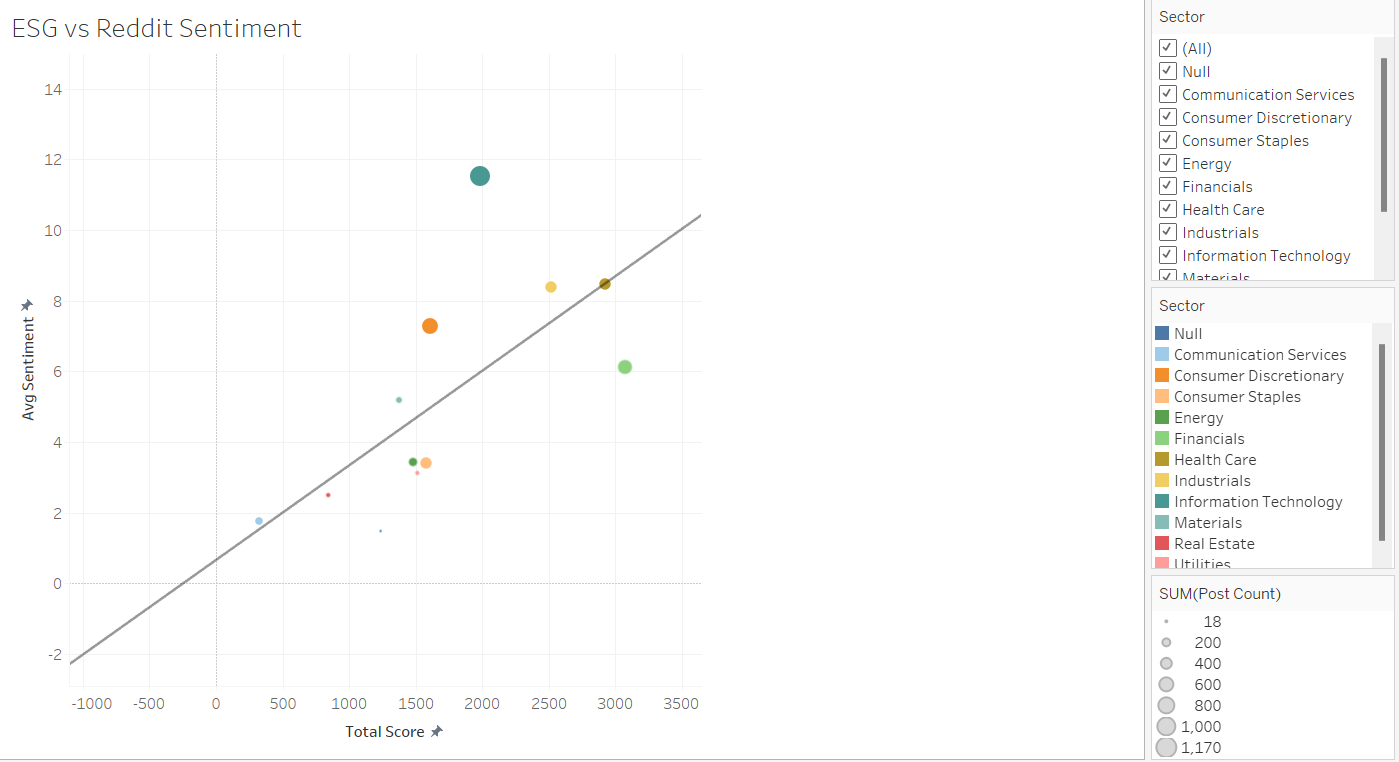 ESG vs Reddit Sentiment
14
12
10
8
6
4
2
0
-2
Avg Sentiment
-1000 -500 0 500 1000 1500 2000 2500 3000 3500
Total Score
Sector
(All)
Null
Communication Services
Consumer Discretionary
Consumer Staples
Energy
Financials
Health Care
Industrials
Information Technology
Materials
Sector
Null
Communication Services
Consumer Discretionary
Consumer Staples
Energy
Financials
Health Care
Industrials
Information Technology
Materials
Real Estate
Utilities
SUM(Post Count)
18
200
400
600
800
1,000
1,170